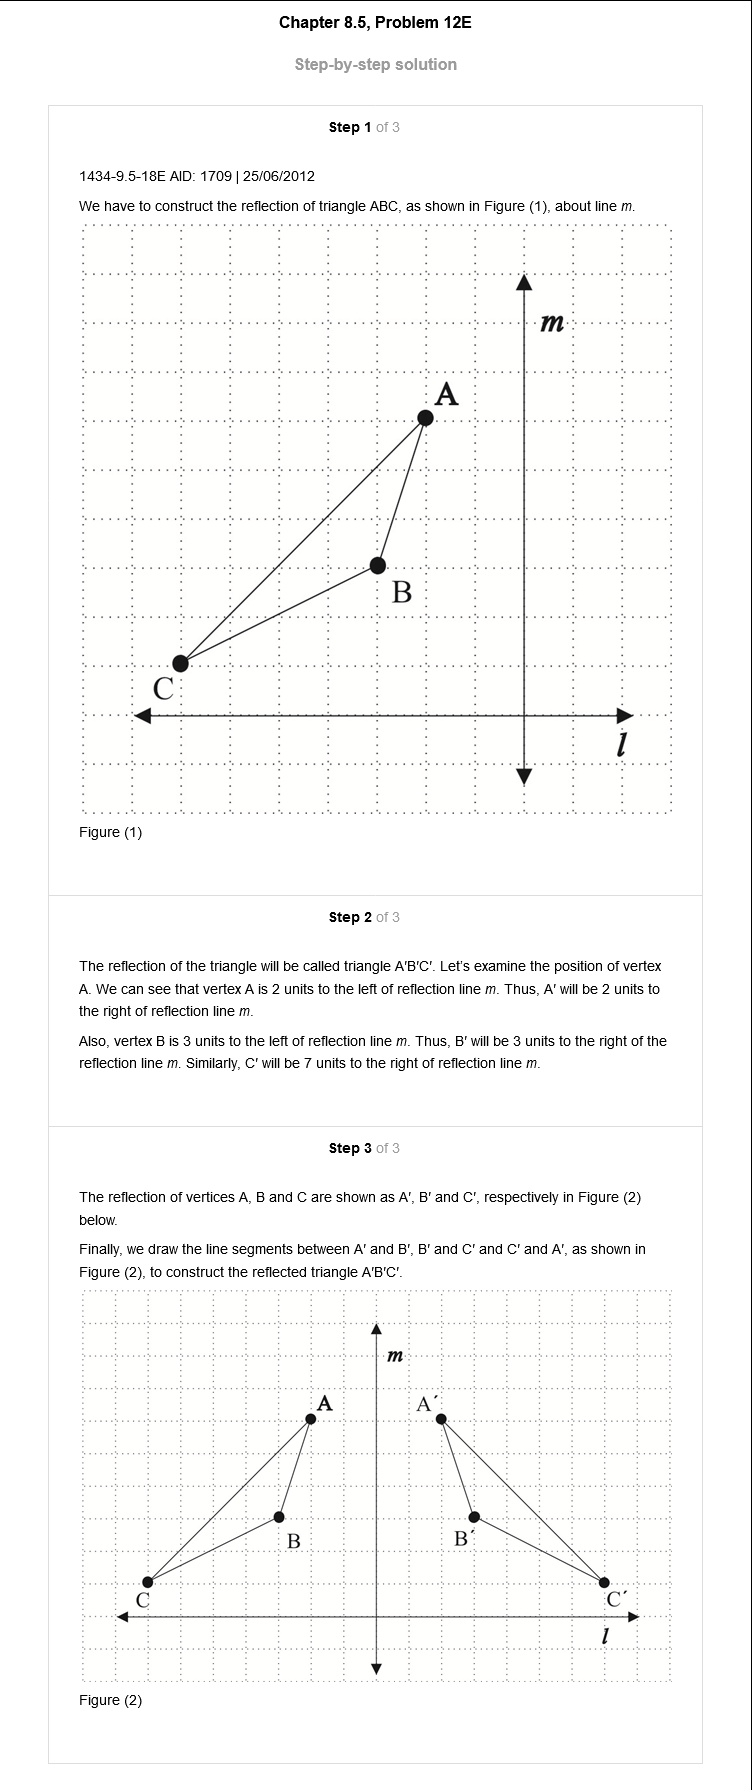 Chapter 8.5, Problem 12E
Step-by-step solution
Step 1 of 3
1434-9.5-18E AID: 1709 | 25/06/2012
We have to construct the reflection of triangle ABC, as shown in Figure (1), about line m.
m
A
B
C
l
Figure (1)
Step 2 of 3
The reflection of the triangle will be called triangle A′B′C′. Let’s examine the position of vertex
A. We can see that vertex A is 2 units to the left of reflection line m. Thus, A′ will be 2 units to
the right of reflection line m.
Also, vertex B is 3 units to the left of reflection line m. Thus, B′ will be 3 units to the right of the
reflection line m. Similarly, C′ will be 7 units to the right of reflection line m.
Step 3 of 3
The reflection of vertices A, B and C are shown as A′, B′ and C′, respectively in Figure (2)
below.
Finally, we draw the line segments between A′ and B′, B′ and C′ and C′ and A′, as shown in
Figure (2), to construct the reflected triangle A′B′C′.
m
A A´
B B´
C C´
l
Figure (2)